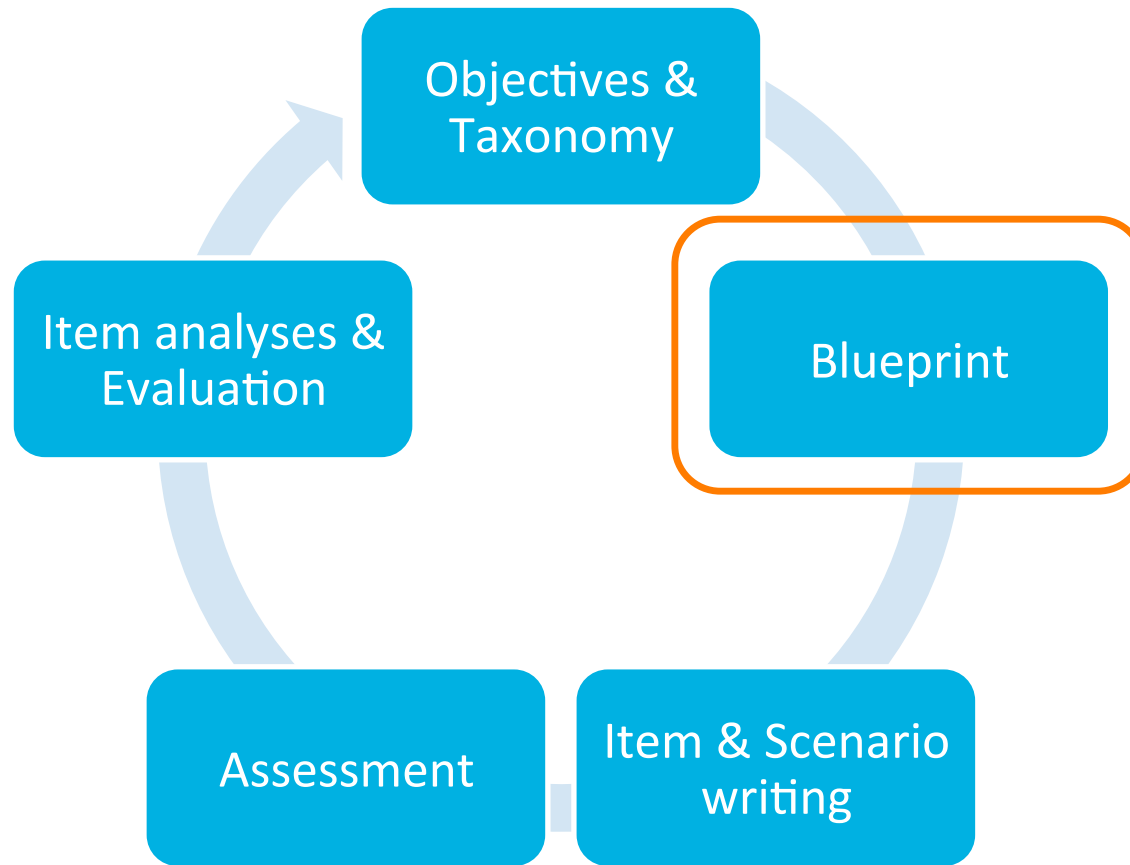 Objectives &
Taxonomy
Blueprint
Item & Scenario
writing
Assessment
Item analyses &
Evaluation